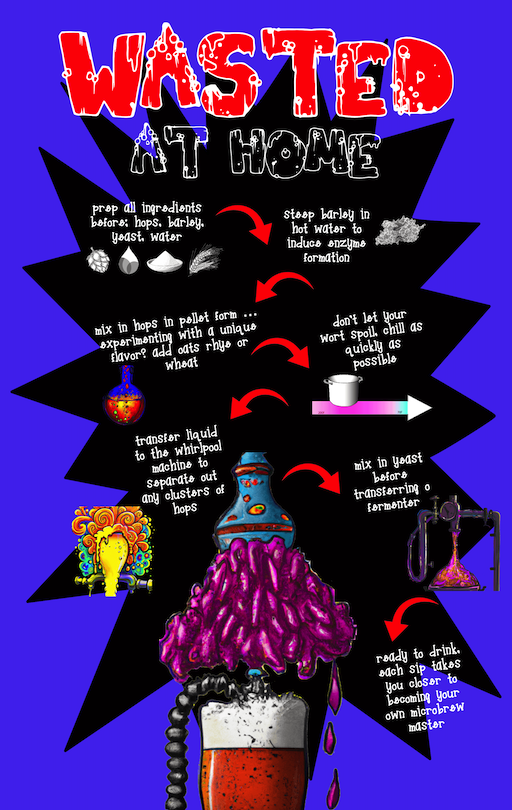 WASTED
AT HOME
prep all ingredients
before; hops, barley,
yeast, water
steep barley in
hot water to
induce enzyme
formation
mix in hops in pellet form ...
experimenting with a unique
flavor? add oats rhye or
wheat
don't let your
wort spoil, chill as
quickly as
possible
transfer liquid
to the whirlpool
machine to
separate out
any clusters of
hops
mix in yeast
before
transferring o
fermenter
ready to drink,
each sip takes
you closer to
becoming your
own microbrew
master